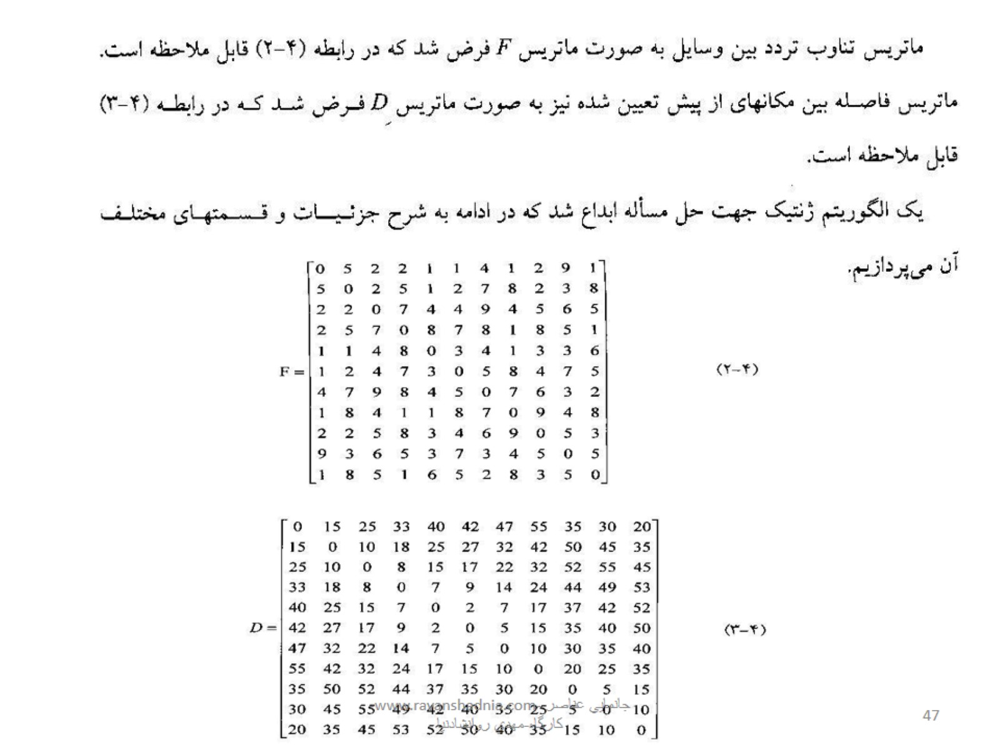 ماتریس تناوب تردد بین وسایل به صورت ماتریس F فرض شد که در رابطه (۴-۲) قابل ملاحظه است.
ماتریس فاصله بین مکانهای از پیش تعیین شده نیز به صورت ماتریس D فرض شد که در رابطه (۴-۳)
قابل ملاحظه است.
یک الگوریتم ژنتیک جهت حل مسأله ابداع شد که در ادامه به شرح جزئیات و قسمتهای مختلف
آن می‌پردازیم.
0 5 2 2 1 1 4 1 2 9 1
5 0 2 5 1 2 7 8 2 3 8
2 2 0 7 4 4 9 4 5 6 5
2 5 7 0 8 7 8 1 8 5 1
1 1 4 8 0 3 4 1 3 3 6
F = 1 2 4 7 3 0 5 8 4 7 5 (۴-۲)
4 7 9 8 4 5 0 7 6 3 2
1 8 4 1 1 8 7 0 9 4 8
2 2 5 8 3 4 6 9 0 5 3
9 3 6 5 3 7 3 4 5 0 5
1 8 5 1 6 5 2 8 3 5 0
0 15 25 33 40 42 47 55 35 30 20
15 0 10 18 25 27 32 42 50 45 35
25 10 0 8 15 17 22 32 52 55 45
33 18 8 0 7 9 14 24 44 49 53
40 25 15 7 0 2 7 17 37 42 52
D = 42 27 17 9 2 0 5 15 35 40 50 (۴-۳)
47 32 22 14 7 5 0 10 30 35 40
55 42 32 24 17 15 10 0 20 25 35
35 50 52 44 37 35 30 20 0 5 15
30 45 55 49 42 40 35 25 5 0 10
20 35 45 53 52 50 40 35 15 10 0
جانمایی عناصر - www.ravanshadnia.com
کارگاه-مهدی روانشادنیا
47